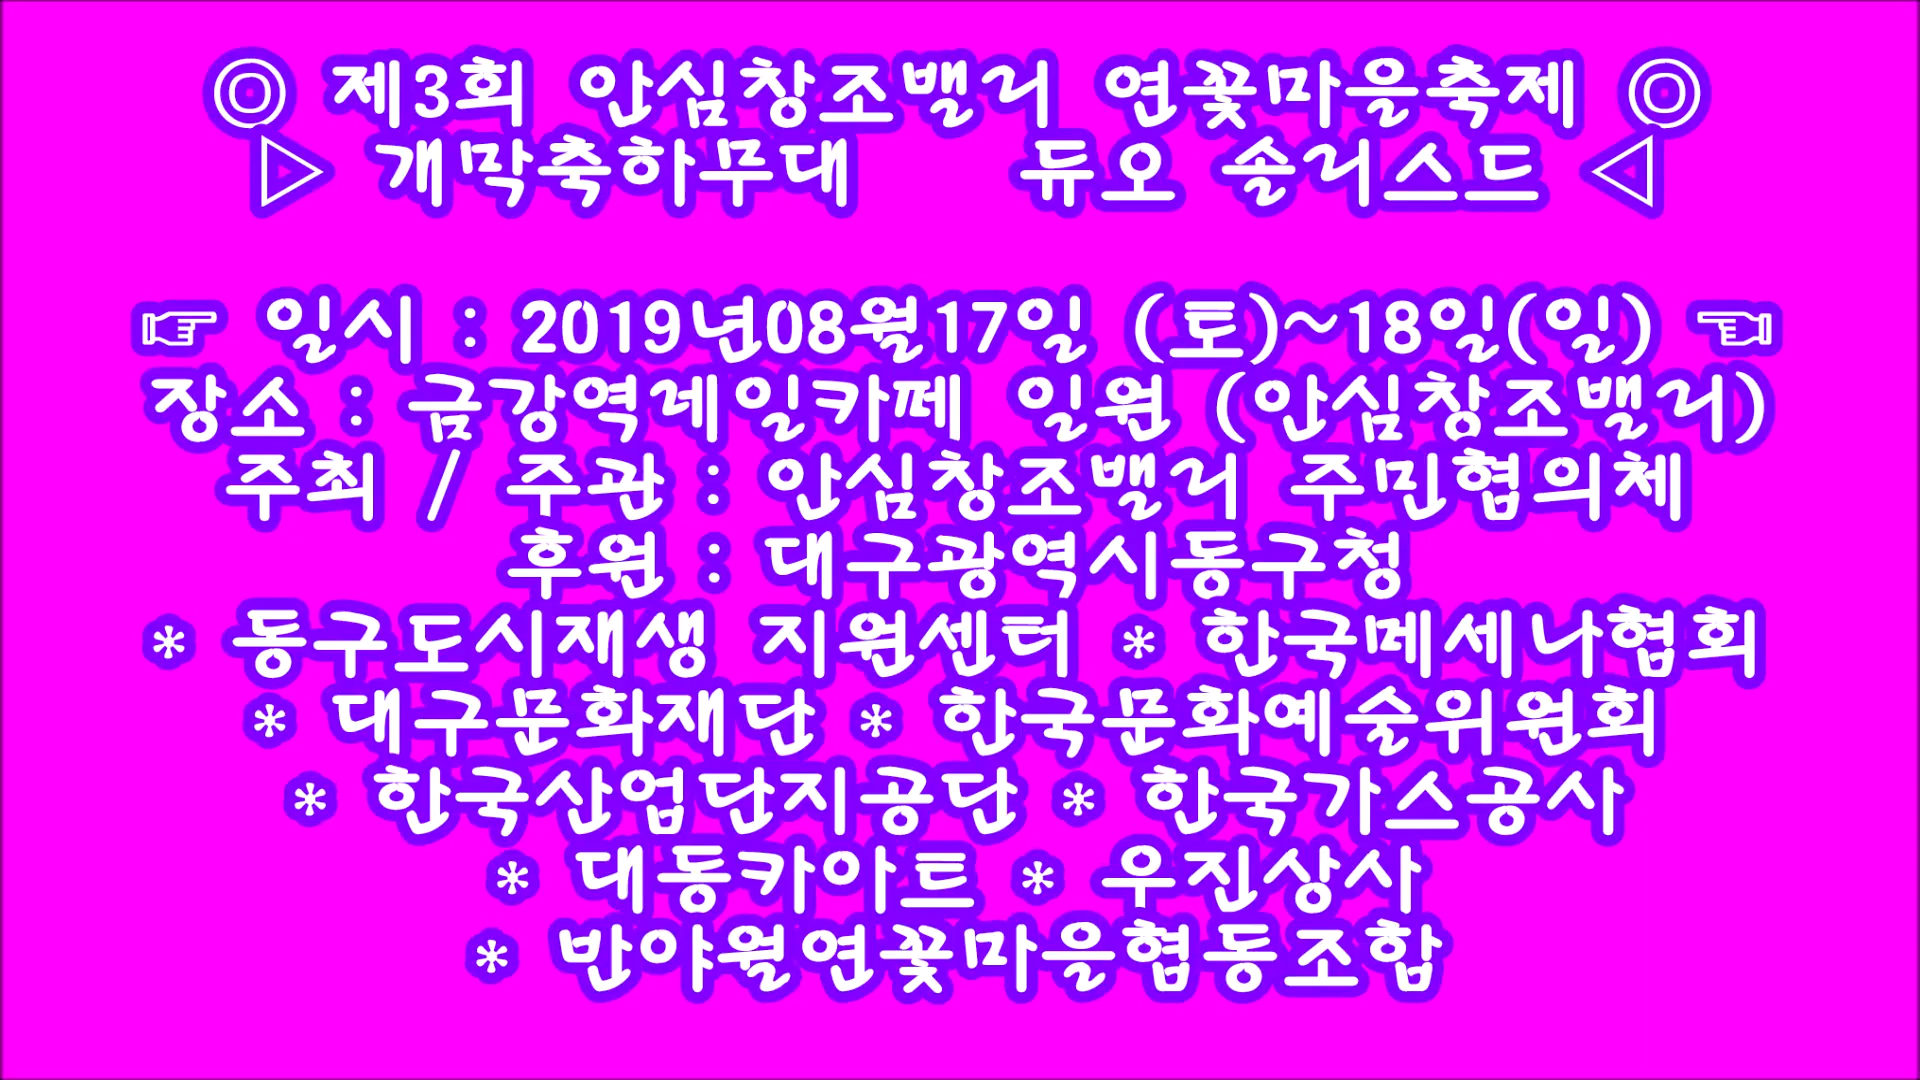 ◎ 제3회 안심창조밸리 연꽃마을축제 ◎
▷ 개막축하무대 듀오 솔리스드 ◁
☞ 일시 : 2019년08월17일 (토)~18일(일) ☜
장소 : 금강역레일카페 일원 (안심창조밸리)
주최 / 주관 : 안심창조밸리 주민협의체
후원 : 대구광역시동구청
* 동구도시재생 지원센터 * 한국메세나협회
* 대구문화재단 * 한국문화예술위원회
* 한국산업단지공단 * 한국가스공사
* 대동카아트 * 우진상사
* 반야월연꽃마을협동조합